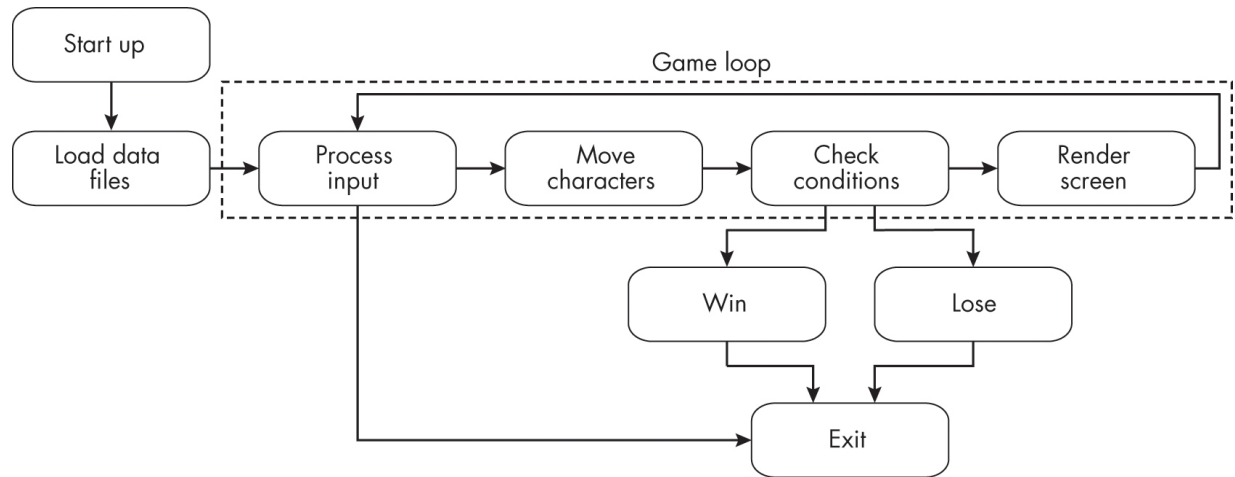 Start up
Game loop
Load data
files
Process
input
Move
characters
Check
conditions
Render
screen
Win
Lose
Exit